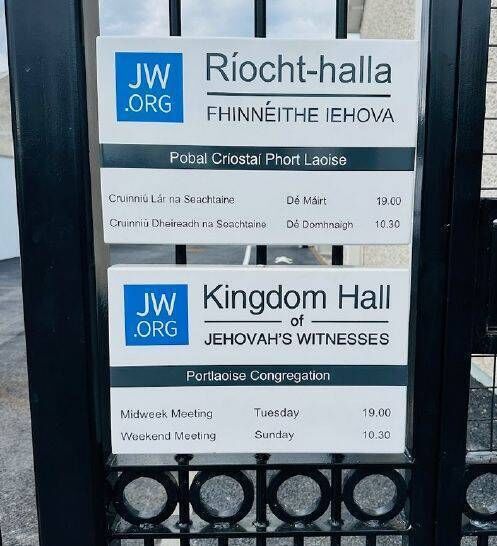 JW
.ORG
Ríocht-halla
FHINNÉITHE IEHOVA
Pobal Críostaí Phort Laoise
Cruinniú Lár na Seachtaine Dé Máirt 19.00
Cruinniú Dheireadh na Seachtaine Dé Domhnaigh 10.30
JW
.ORG
Kingdom Hall
of
JEHOVAH'S WITNESSES
Portlaoise Congregation
Midweek Meeting Tuesday 19.00
Weekend Meeting Sunday 10.30